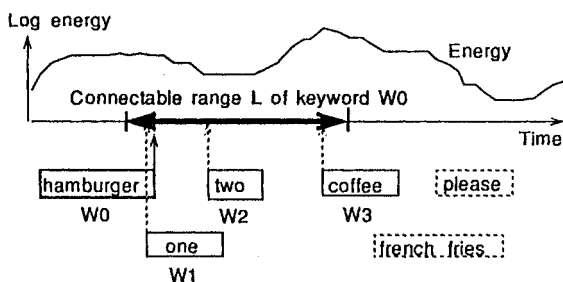 Log energy
Energy
Connectable range L of keyword W0
Time
hamburger
two
coffee
please
W0
W2
W3
one
french fries
W1